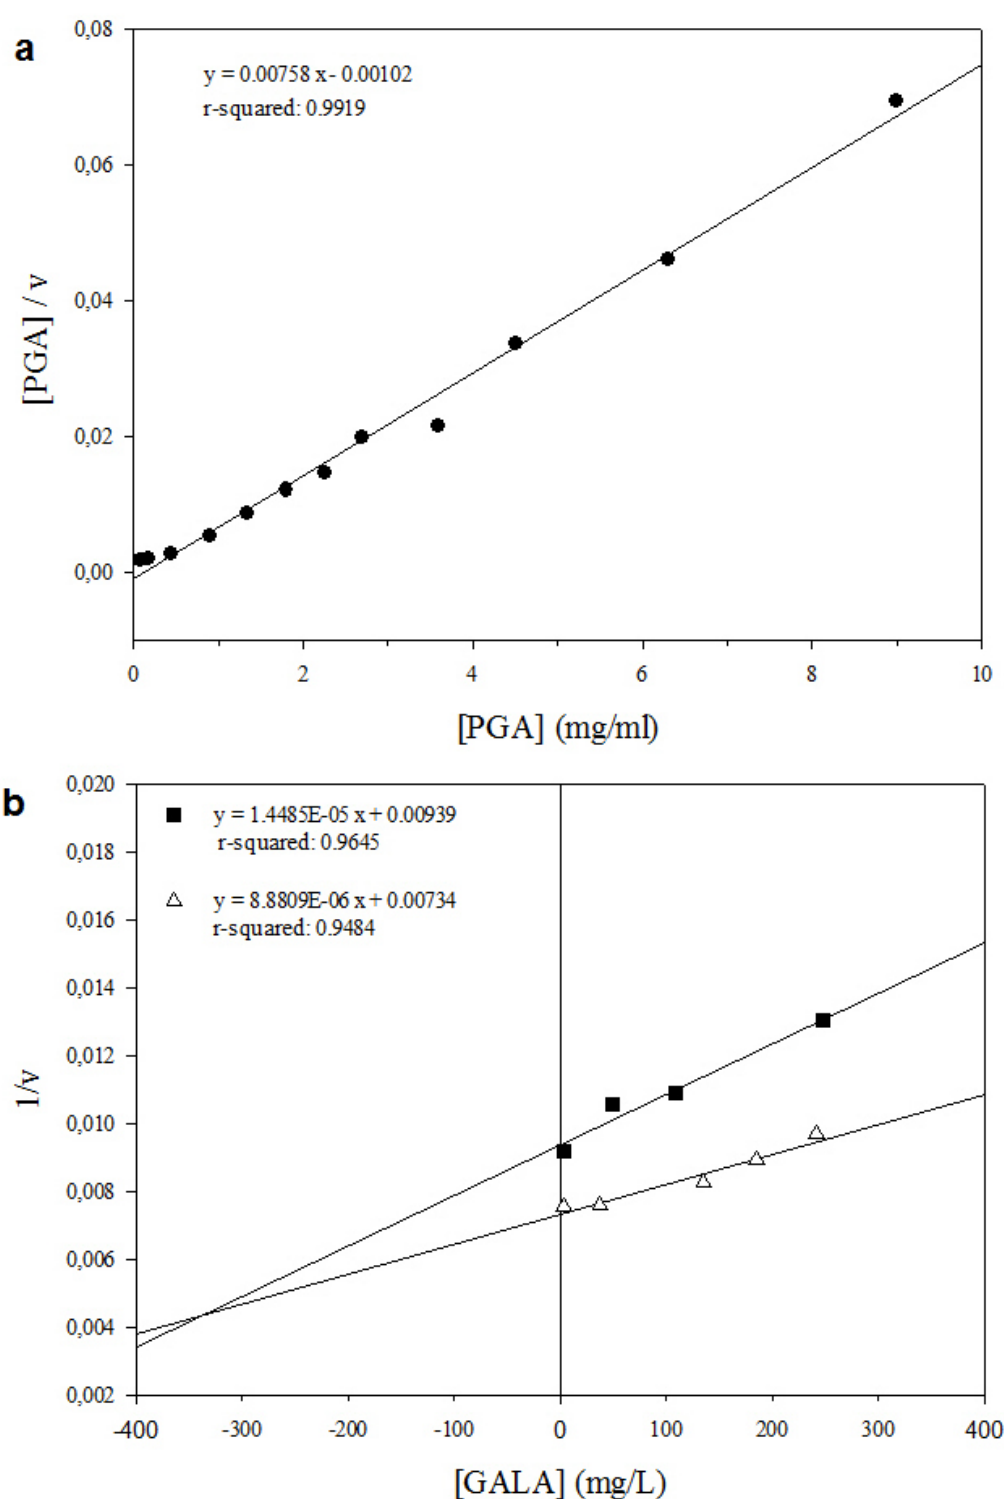 a
0,08
0,06
0,04
0,02
0,00
[PGA] / v
y = 0.00758 x - 0.00102
r-squared: 0.9919
0 2 4 6 8 10
[PGA] (mg/ml)
b
0,020
0,018
0,016
0,014
0,012
0,010
0,008
0,006
0,004
0,002
1/v
y = 1.4485E-05 x + 0.00939
r-squared: 0.9645
y = 8.8809E-06 x + 0.00734
r-squared: 0.9484
-400 -300 -200 -100 0 100 200 300 400
[GALA] (mg/L)